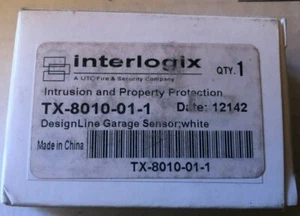 interlogix
A UTC Fire & Security Company
QTY. 1
Intrusion and Property Protection
TX-8010-01-1 Date: 12142
DesignLine Garage Sensor;white
Made in China
TX-8010-01-1